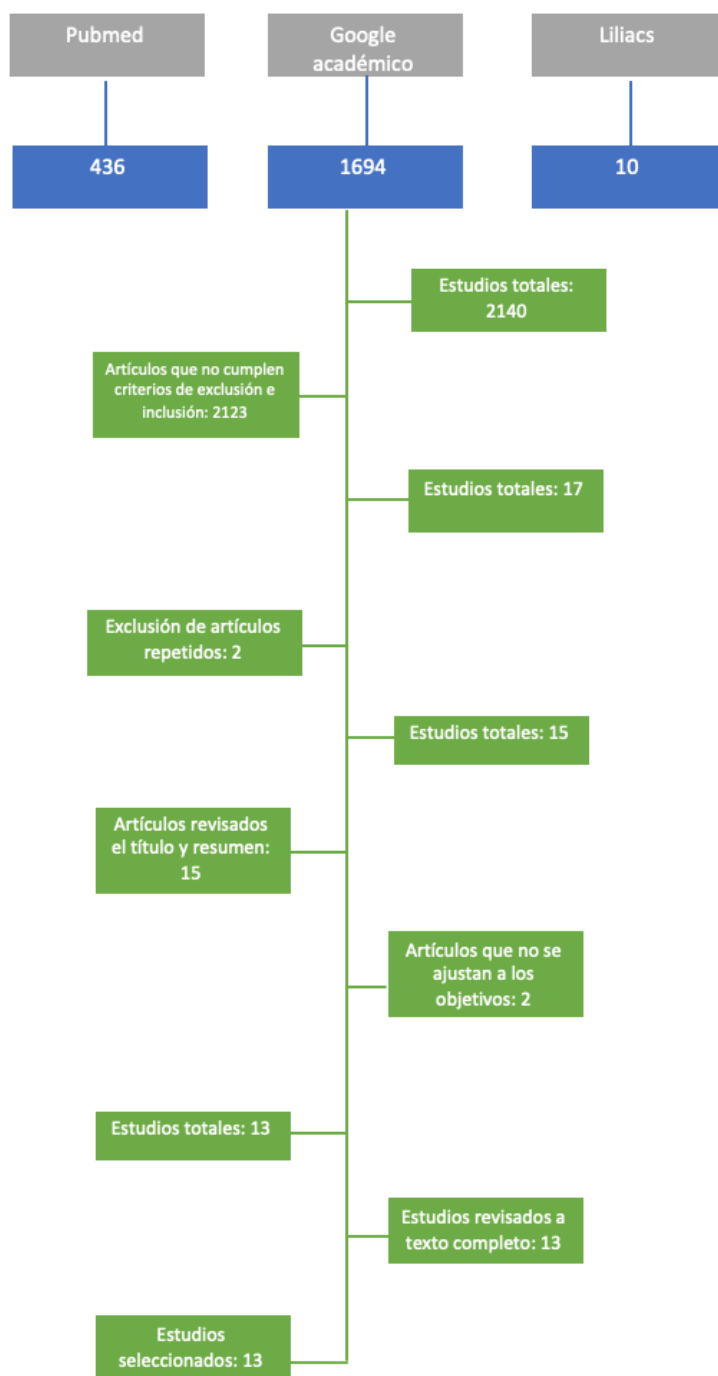 Pubmed
Google
académico
Liliacs
436
1694
10
Estudios totales:
2140
Artículos que no cumplen
criterios de exclusión e
inclusión: 2123
Estudios totales: 17
Exclusión de artículos
repetidos: 2
Estudios totales: 15
Artículos revisados
el título y resumen:
15
Artículos que no se
ajustan a los
objetivos: 2
Estudios totales: 13
Estudios revisados a
texto completo: 13
Estudios
seleccionados: 13